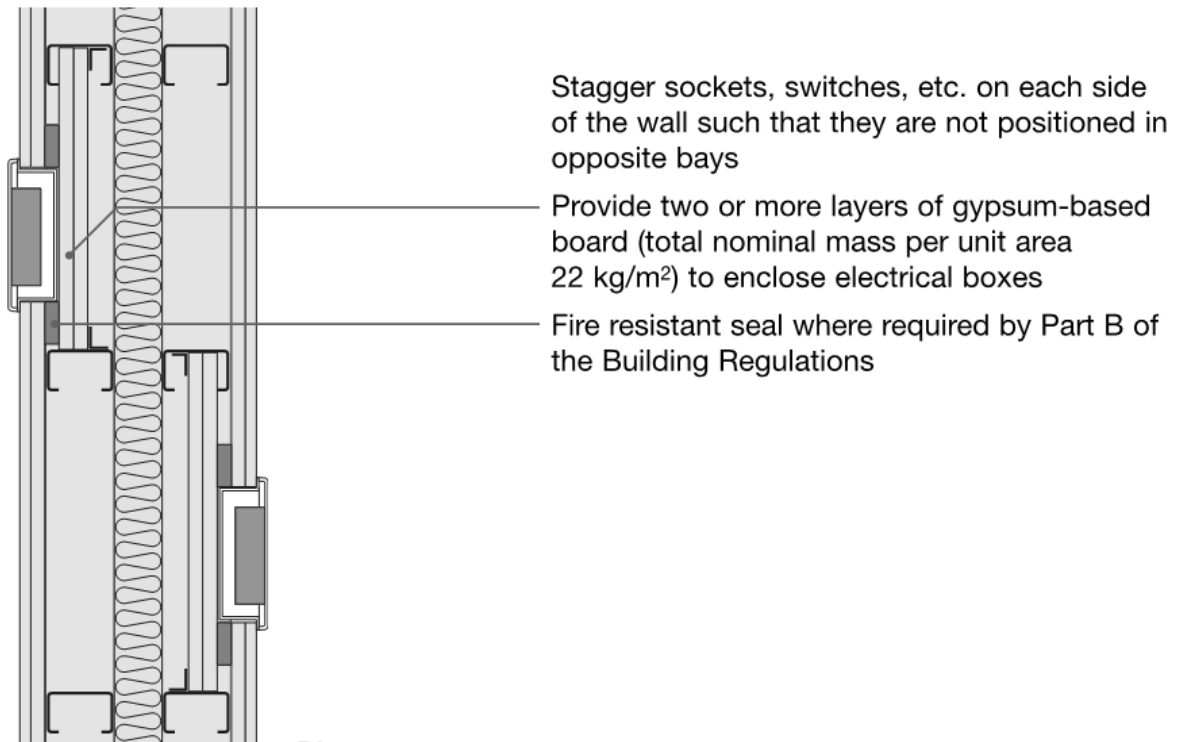 Stagger sockets, switches, etc. on each side
of the wall such that they are not positioned in
opposite bays
Provide two or more layers of gypsum-based
board (total nominal mass per unit area
22 kg/m²) to enclose electrical boxes
Fire resistant seal where required by Part B of
the Building Regulations